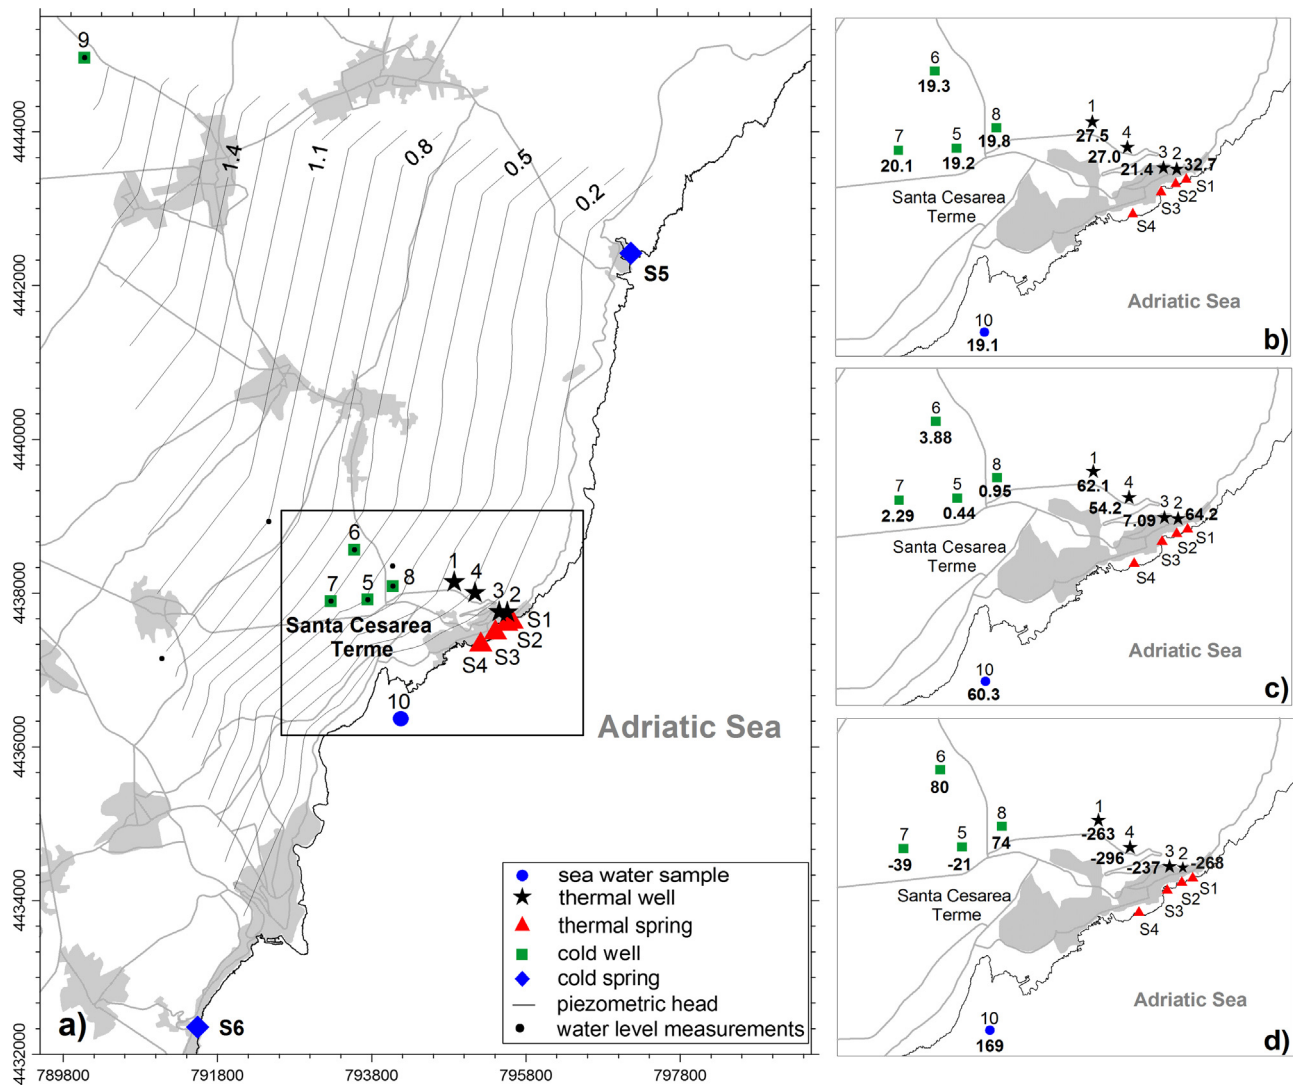 9
4444000
4442000
4440000
4438000
4436000
4434000
4432000
789800
791800
793800
795800
797800
1.4
1.1
0.8
0.5
0.2
S5
6
7
5
8
1
4
3
2
Santa Cesarea
Terme
S1
S2
S3
S4
10
Adriatic Sea
S6
a)
sea water sample
thermal well
thermal spring
cold well
cold spring
piezometric head
water level measurements
6
19.3
7
20.1
5
19.2
8
19.8
1
27.5
4
27.0
3
21.4
2
32.7
S1
S2
S3
S4
Santa Cesarea
Terme
Adriatic Sea
10
19.1
b)
6
3.88
7
2.29
5
0.44
8
0.95
1
62.1
4
54.2
3
7.09
2
64.2
S1
S2
S3
S4
Santa Cesarea
Terme
Adriatic Sea
10
60.3
c)
6
80
7
-39
5
-21
8
74
1
-263
4
-296
3
-237
2
-268
S1
S2
S3
S4
Santa Cesarea
Terme
Adriatic Sea
10
169
d)